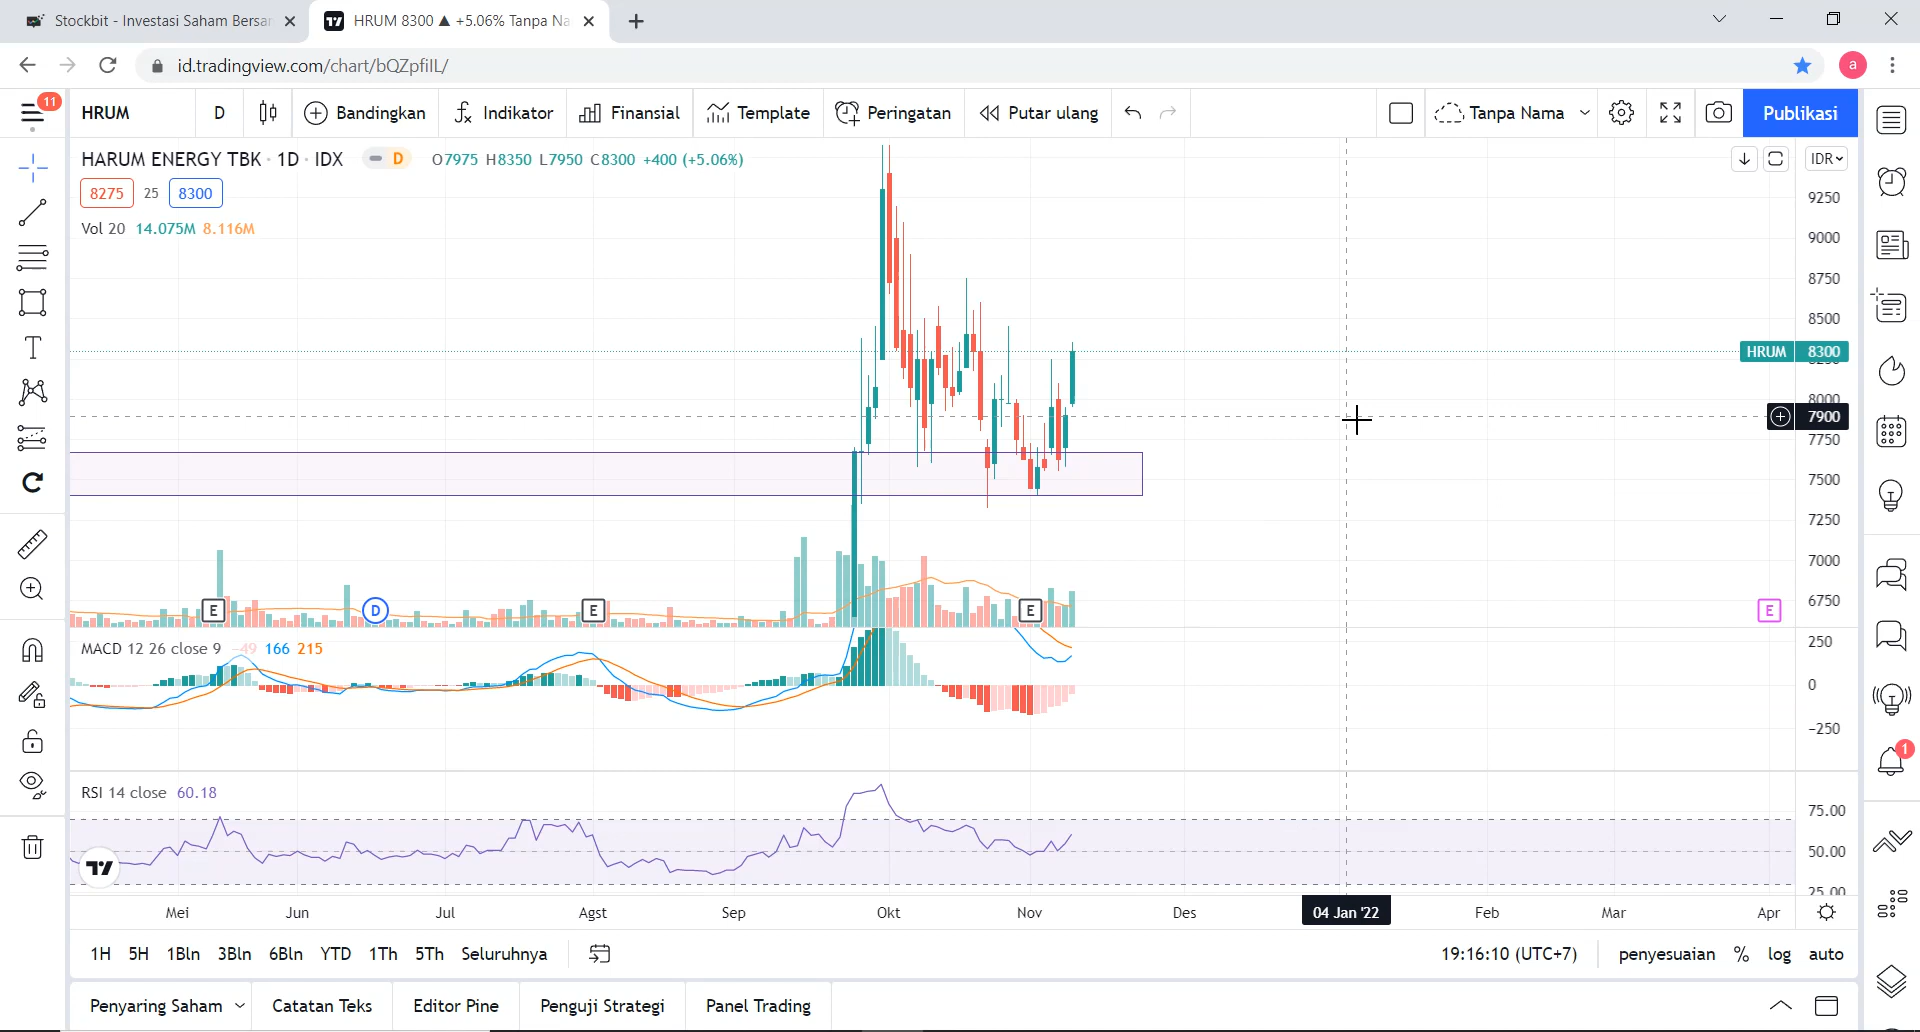 Stockbit - Investasi Saham Bersar
HRUM 8300 ▲ +5.06% Tanpa Na
id.tradingview.com/chart/bQZpfiIL/
a
11
HRUM
D
Bandingkan
Indikator
Finansial
Template
Peringatan
Putar ulang
Tanpa Nama
Publikasi
HARUM ENERGY TBK · 1D · IDX
D
O7975 H8350 L7950 C8300 +400 (+5.06%)
IDR
8275
25
8300
Vol 20 14.075M 8.116M
9250
9000
8750
8500
HRUM 8300
8000
7900
7750
7500
7250
7000
6750
E
D
E
E
E
MACD 12 26 close 9 −49 166 215
250
0
−250
RSI 14 close 60.18
75.00
50.00
25.00
Mei
Jun
Jul
Agst
Sep
Okt
Nov
Des
04 Jan '22
Feb
Mar
Apr
1H
5H
1Bln
3Bln
6Bln
YTD
1Th
5Th
Seluruhnya
19:16:10 (UTC+7)
penyesuaian
%
log
auto
Penyaring Saham
Catatan Teks
Editor Pine
Penguji Strategi
Panel Trading
1